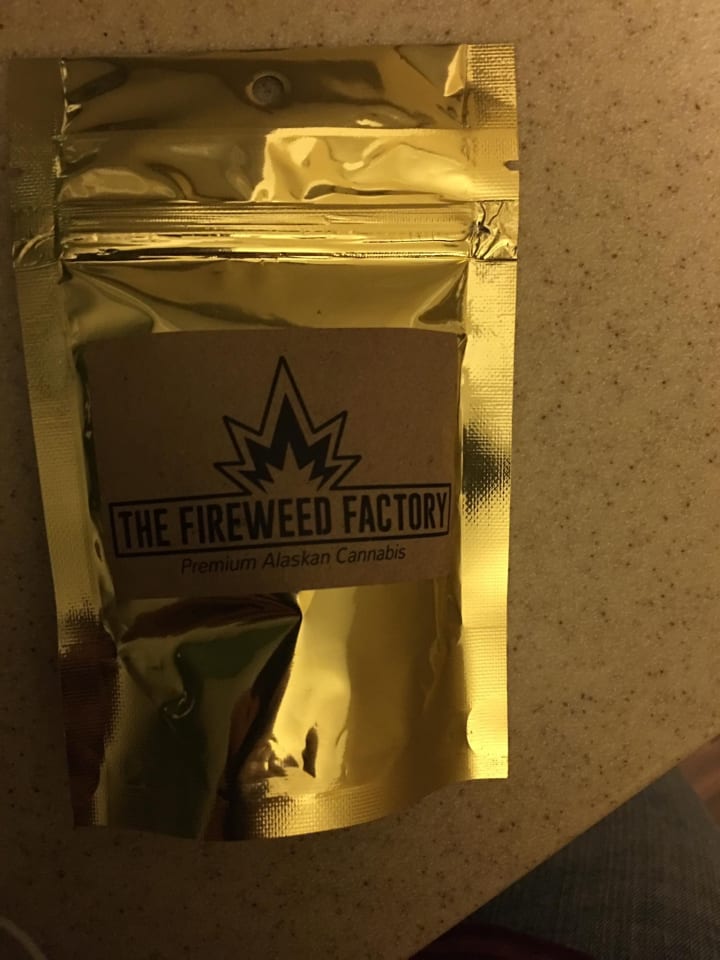 THE FIREWEED FACTORY
Premium Alaskan Cannabis